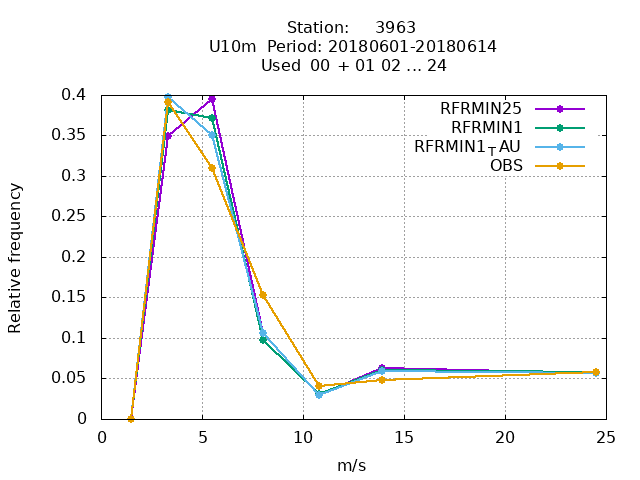 Station: 3963
U10m Period: 20180601-20180614
Used 00 + 01 02 ... 24
RFRMIN25
RFRMIN1
RFRMIN1TAU
OBS
0.4
0.35
0.3
0.25
0.2
0.15
0.1
0.05
0
Relative frequency
0 5 10 15 20 25
m/s